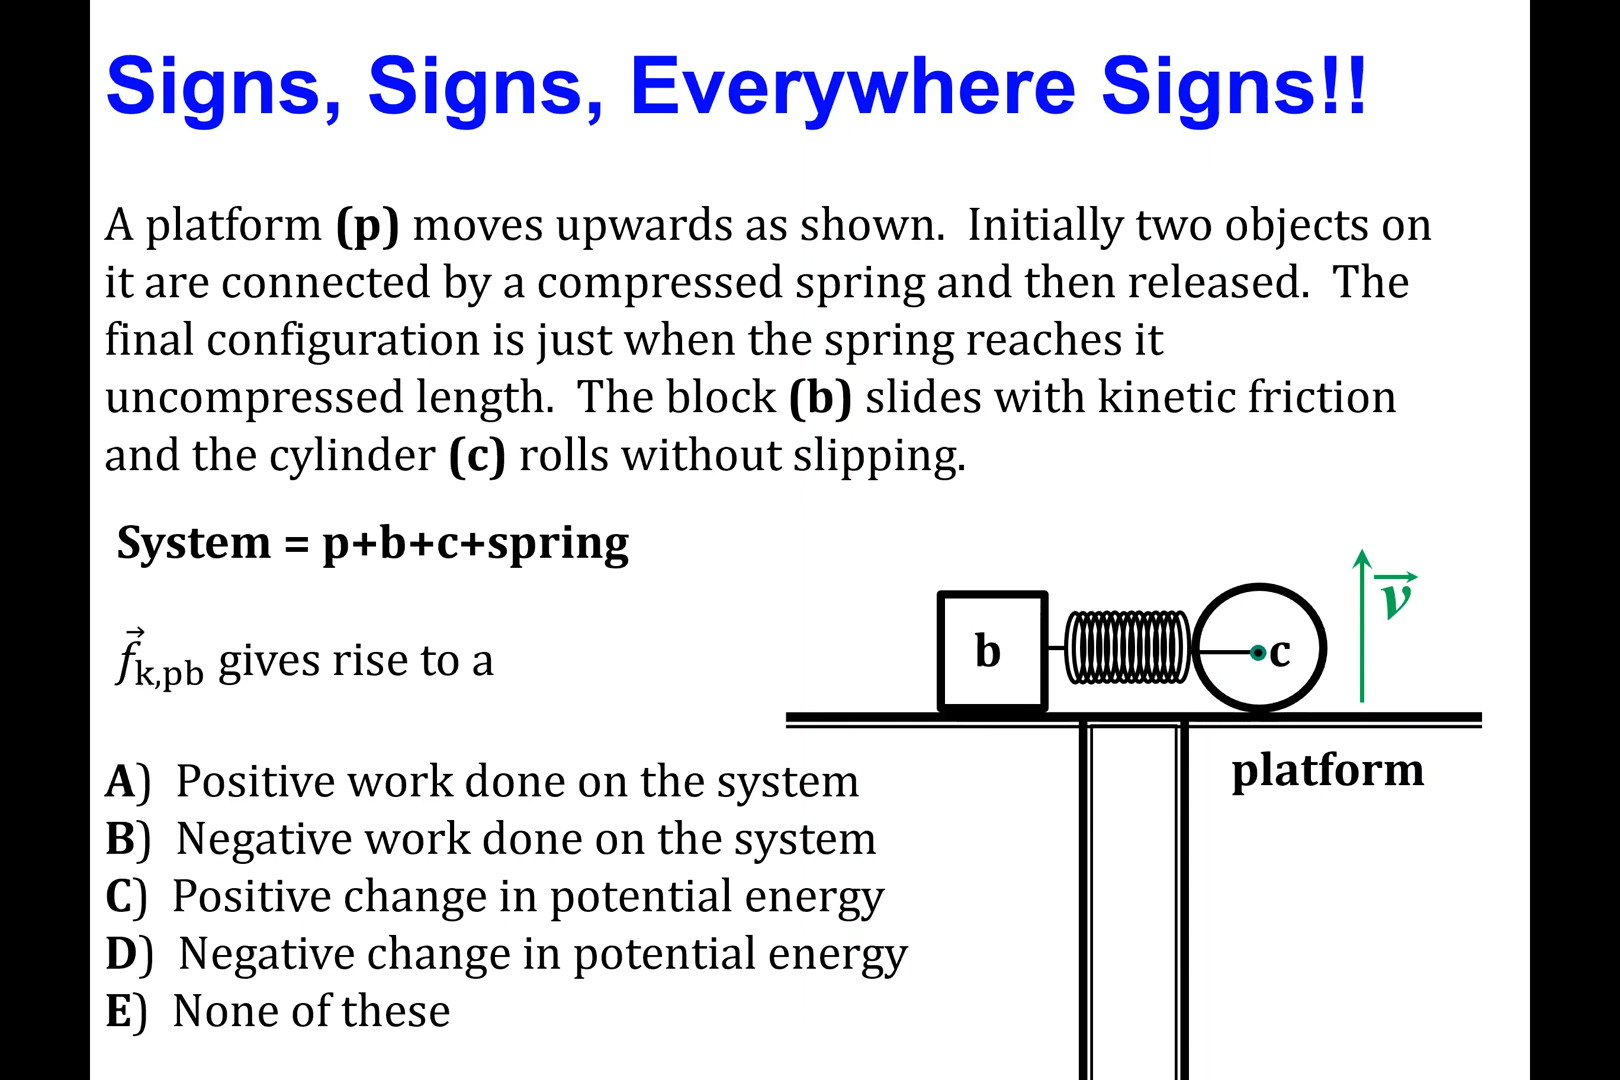 Signs, Signs, Everywhere Signs!!
A platform (p) moves upwards as shown. Initially two objects on
it are connected by a compressed spring and then released. The
final configuration is just when the spring reaches it
uncompressed length. The block (b) slides with kinetic friction
and the cylinder (c) rolls without slipping.
System = p+b+c+spring
f⃗k,pb gives rise to a
A) Positive work done on the system
B) Negative work done on the system
C) Positive change in potential energy
D) Negative change in potential energy
E) None of these
b
c
v⃗
platform